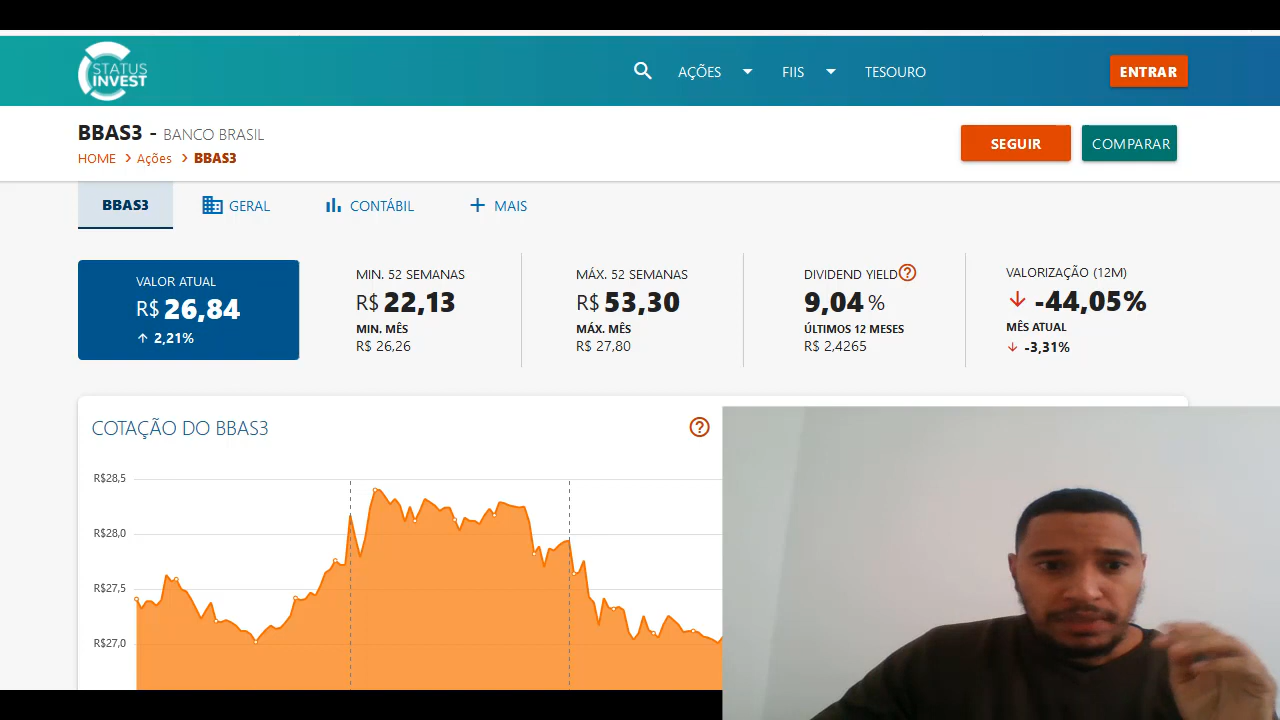 STATUS
INVEST
AÇÕES
FIIS
TESOURO
ENTRAR
BBAS3 - BANCO BRASIL
HOME > Ações > BBAS3
SEGUIR
COMPARAR
BBAS3
GERAL
CONTÁBIL
MAIS
VALOR ATUAL
R$ 26,84
↑ 2,21%
MIN. 52 SEMANAS
R$ 22,13
MIN. MÊS
R$ 26,26
MÁX. 52 SEMANAS
R$ 53,30
MÁX. MÊS
R$ 27,80
DIVIDEND YIELD ?
9,04 %
ÚLTIMOS 12 MESES
R$ 2,4265
VALORIZAÇÃO (12M)
↓ -44,05%
MÊS ATUAL
↓ -3,31%
COTAÇÃO DO BBAS3
?
R$28,5
R$28,0
R$27,5
R$27,0